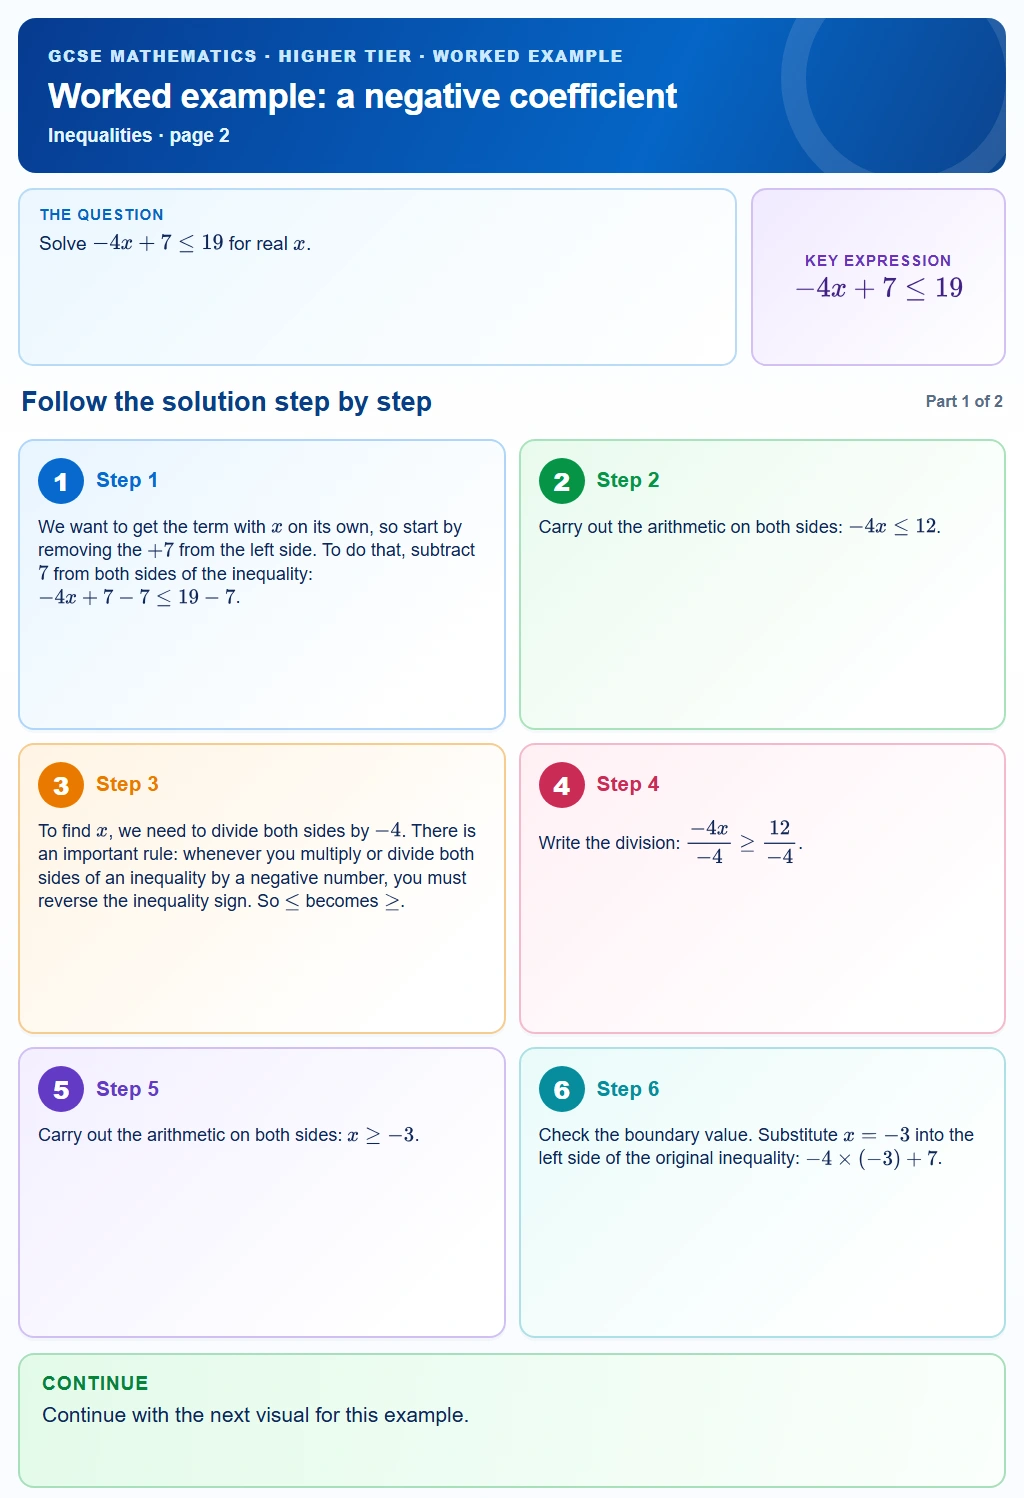 GCSE MATHEMATICS · HIGHER TIER · WORKED EXAMPLE
Worked example: a negative coefficient
Inequalities · page 2
THE QUESTION
Solve −4x + 7 ≤ 19 for real x.
KEY EXPRESSION
−4x + 7 ≤ 19
Follow the solution step by step
Part 1 of 2
1 Step 1
We want to get the term with x on its own, so start by
removing the +7 from the left side. To do that, subtract
7 from both sides of the inequality:
−4x + 7 − 7 ≤ 19 − 7.
2 Step 2
Carry out the arithmetic on both sides: −4x ≤ 12.
3 Step 3
To find x, we need to divide both sides by −4. There is
an important rule: whenever you multiply or divide both
sides of an inequality by a negative number, you must
reverse the inequality sign. So ≤ becomes ≥.
4 Step 4
Write the division: −4x/−4 ≥ 12/−4.
5 Step 5
Carry out the arithmetic on both sides: x ≥ −3.
6 Step 6
Check the boundary value. Substitute x = −3 into the
left side of the original inequality: −4 × (−3) + 7.
CONTINUE
Continue with the next visual for this example.